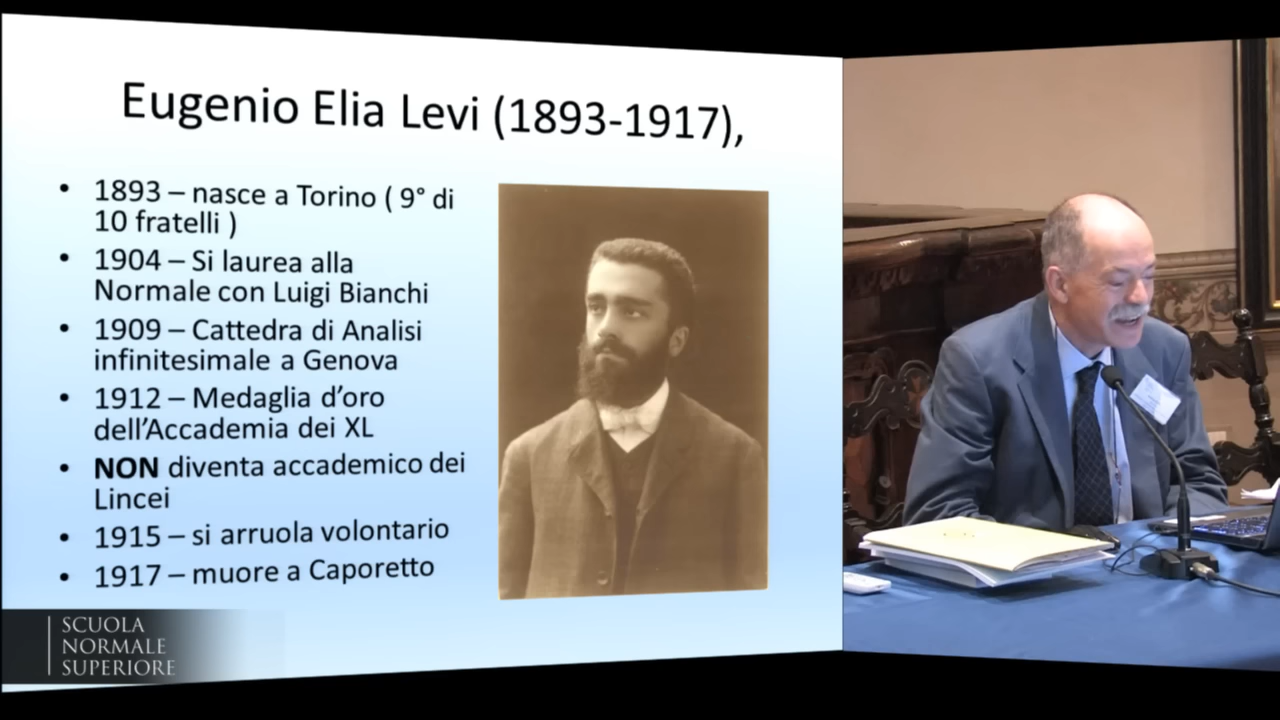 Eugenio Elia Levi (1893-1917),
• 1893 – nasce a Torino ( 9° di
10 fratelli )
• 1904 – Si laurea alla
Normale con Luigi Bianchi
• 1909 – Cattedra di Analisi
infinitesimale a Genova
• 1912 – Medaglia d’oro
dell’Accademia dei XL
• NON diventa accademico dei
Lincei
• 1915 – si arruola volontario
• 1917 – muore a Caporetto
SCUOLA
NORMALE
SUPERIORE